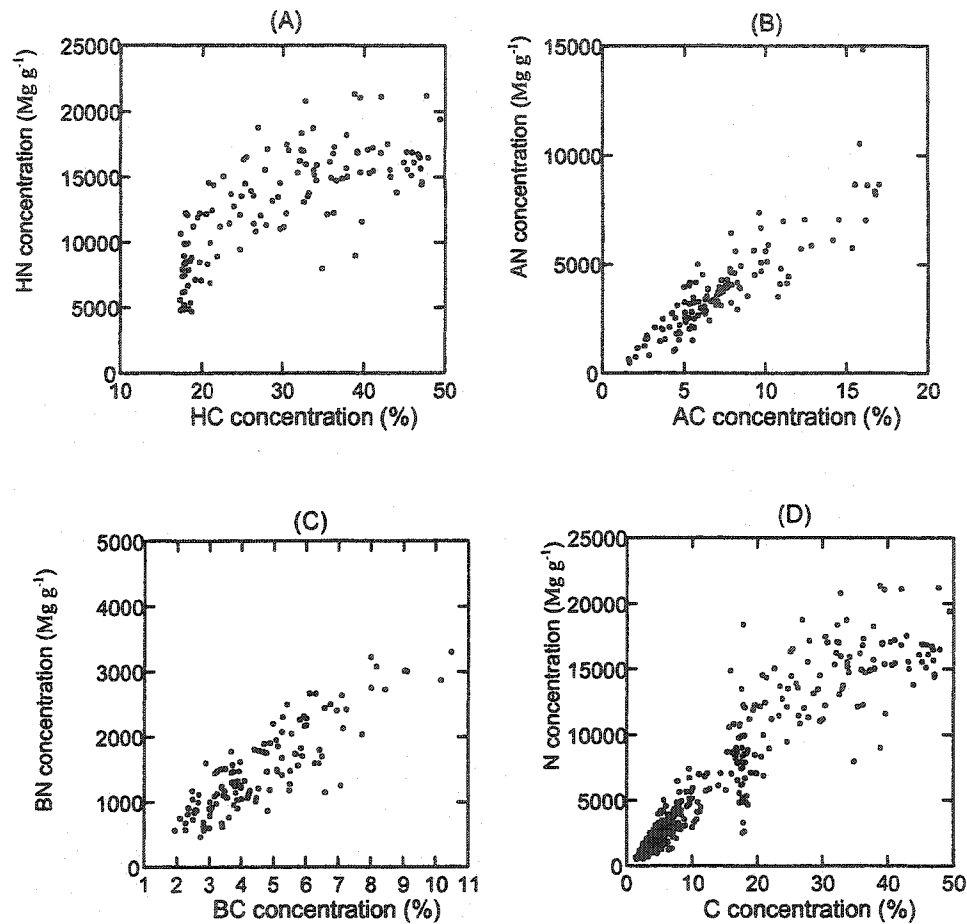 (A)
25000
20000
15000
10000
5000
0
HN concentration (Mg g-1)
10 20 30 40 50
HC concentration (%)
(B)
15000
10000
5000
0
AN concentration (Mg g-1)
0 5 10 15 20
AC concentration (%)
(C)
5000
4000
3000
2000
1000
0
BN concentration (Mg g-1)
1 2 3 4 5 6 7 8 9 10 11
BC concentration (%)
(D)
25000
20000
15000
10000
5000
0
N concentration (Mg g-1)
0 10 20 30 40 50
C concentration (%)